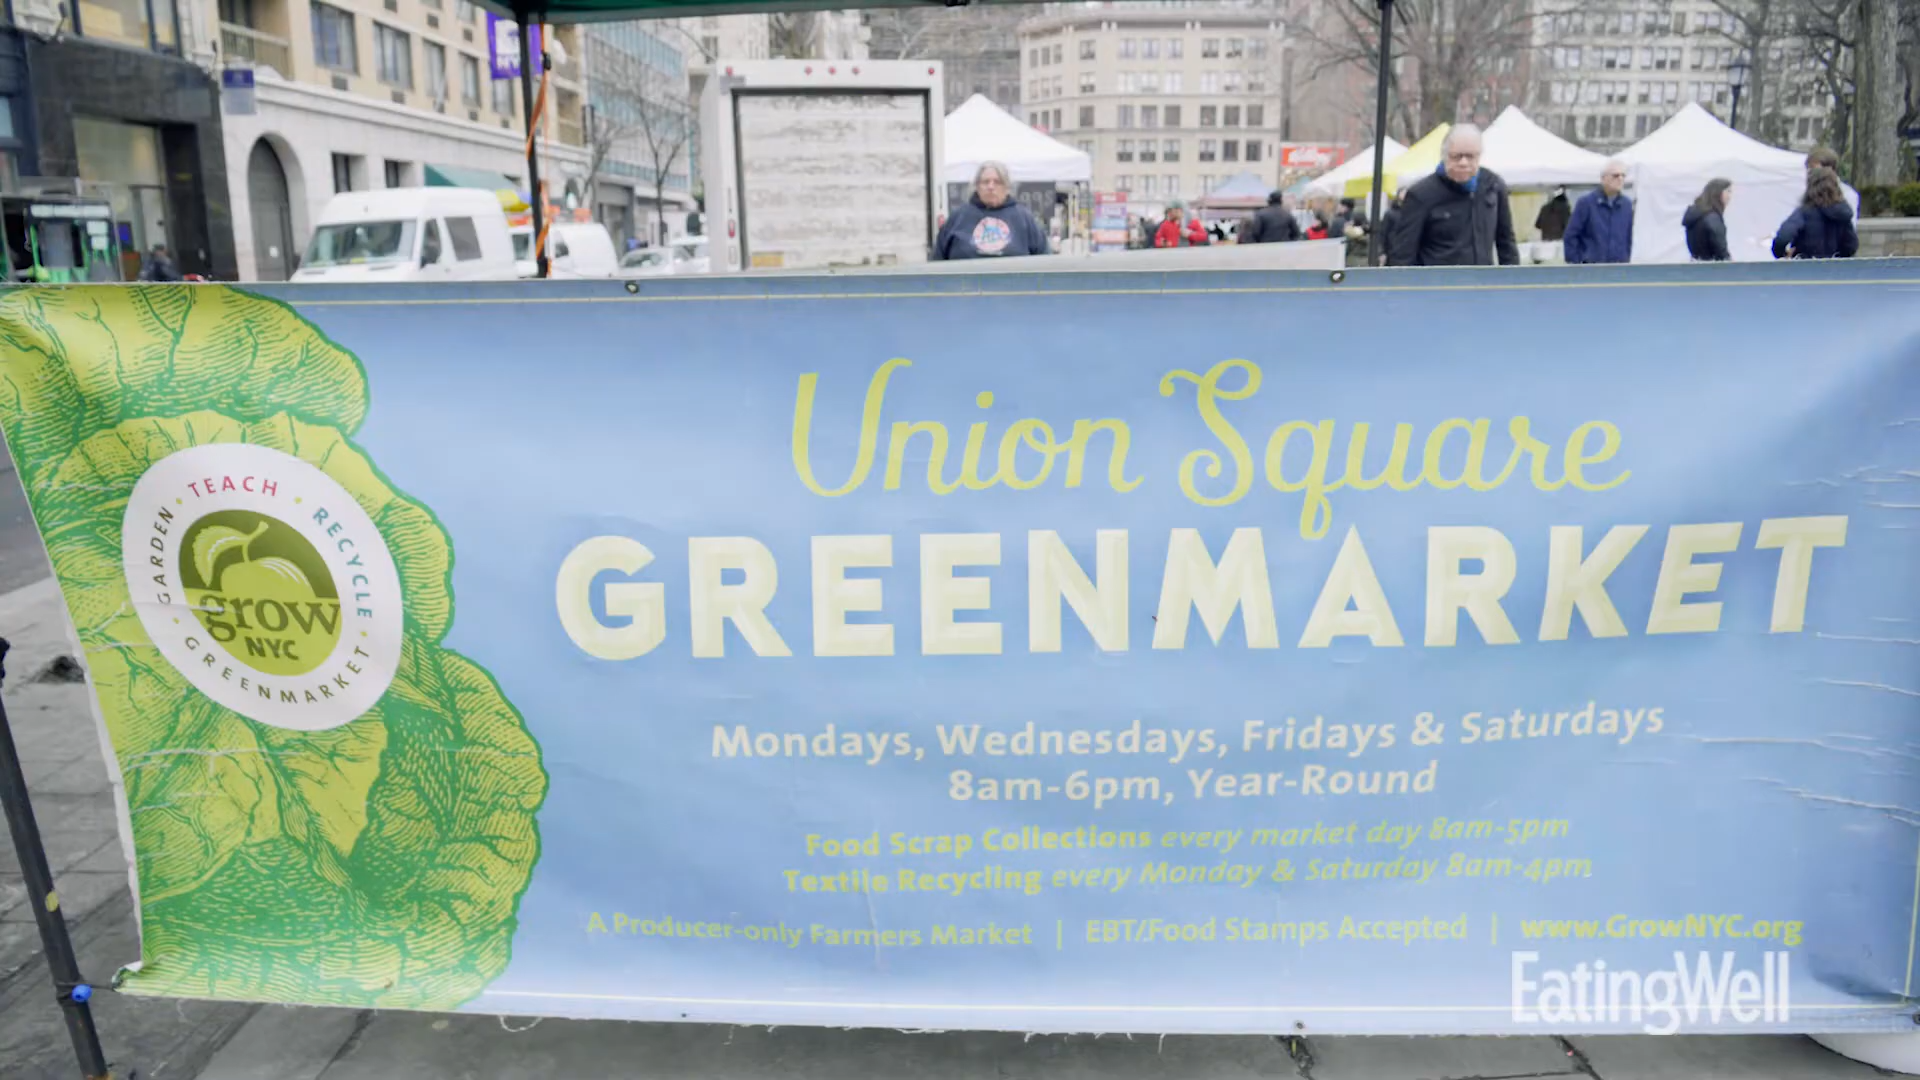 Union Square
GREENMARKET
Mondays, Wednesdays, Fridays & Saturdays
8am-6pm, Year-Round
Food Scrap Collections every market day 8am-5pm
Textile Recycling every Monday & Saturday 8am-4pm
A Producer-only Farmers Market | EBT/Food Stamps Accepted | www.GrowNYC.org
GARDEN • TEACH • RECYCLE • GREENMARKET •
grow
NYC
EatingWell